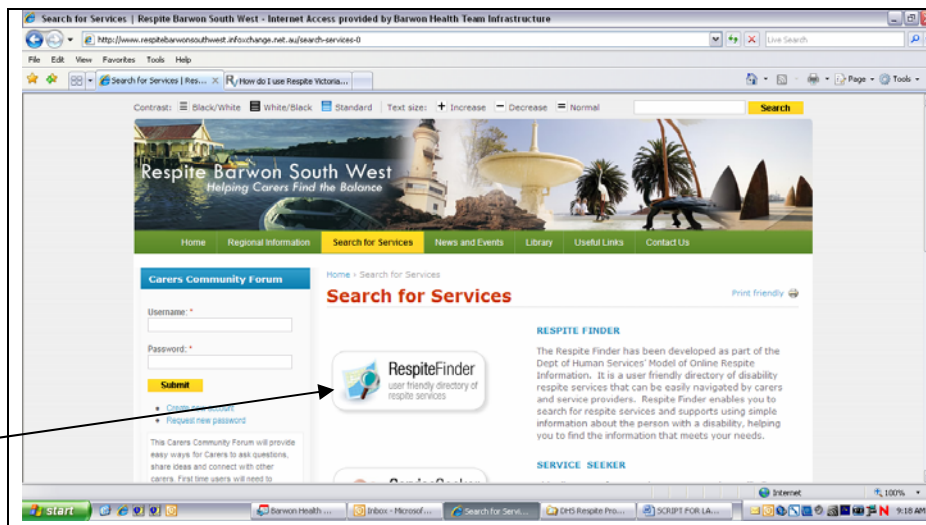 Search for Services | Respite Barwon South West - Internet Access provided by Barwon Health Team Infrastructure
http://www.respitebarwonsouthwest.infoxchange.net.au/search-services-0
Live Search
File Edit View Favorites Tools Help
Search for Services | Res... How do I use Respite Victoria...
Page Tools
Contrast: Black/White White/Black Standard Text size: + Increase - Decrease = Normal
Search
Respite Barwon South West
Helping Carers Find the Balance
Home Regional Information Search for Services News and Events Library Useful Links Contact Us
Carers Community Forum
Username: *
Password: *
Submit
Create new account
Request new password
This Carers Community Forum will provide
easy ways for Carers to ask questions,
share ideas and connect with other
carers. First time users will need to
Home › Search for Services
Search for Services
Print friendly
RespiteFinder
user friendly directory of
respite services
RESPITE FINDER
The Respite Finder has been developed as part of the
Dept of Human Services' Model of Online Respite
Information. It is a user friendly directory of disability
respite services that can be easily navigated by carers
and service providers. Respite Finder enables you to
search for respite services and supports using simple
information about the person with a disability, helping
you to find the information that meets your needs.
SERVICE SEEKER
Internet 100%
start
Barwon Health ... Inbox - Microsof... Search for Servi... DHS Respite Pro... SCRIPT FOR LA...
9:18 AM